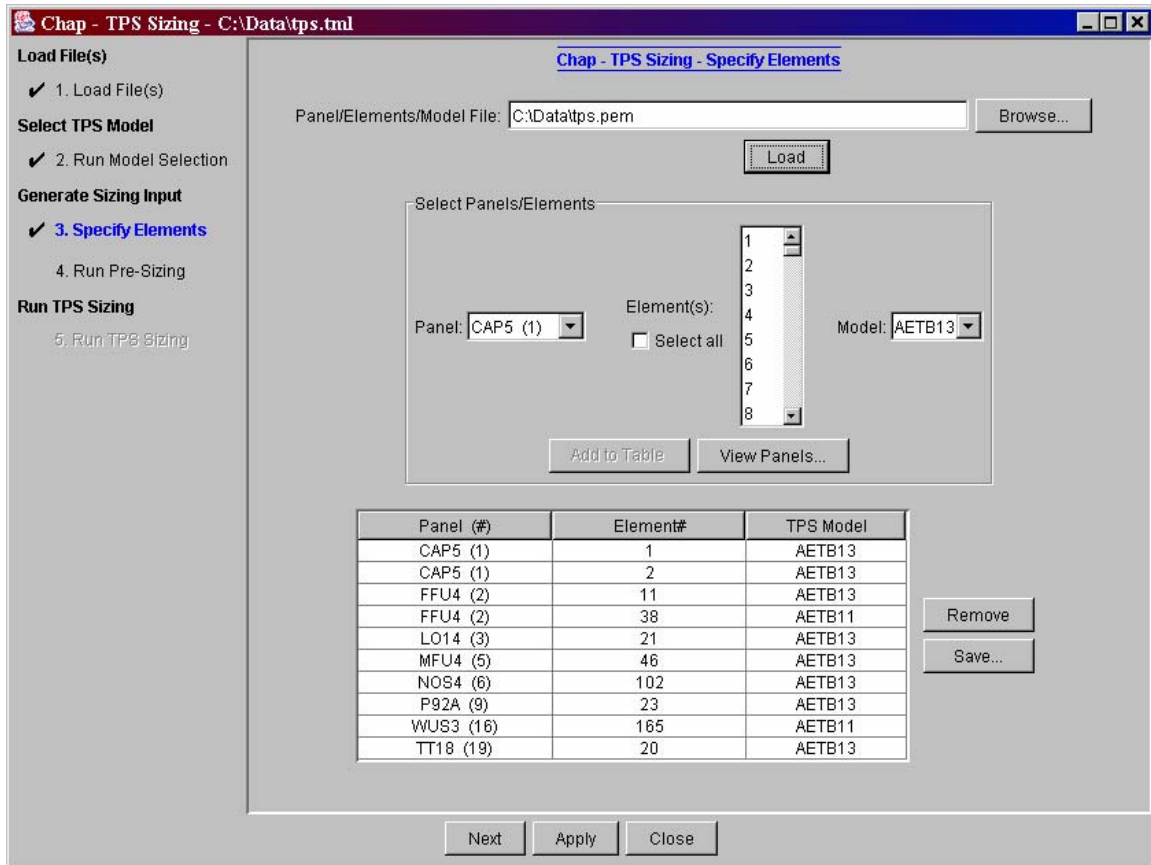 Chap - TPS Sizing - C:\Data\tps.tml
Load File(s)
✔ 1. Load File(s)
Select TPS Model
✔ 2. Run Model Selection
Generate Sizing Input
✔ 3. Specify Elements
4. Run Pre-Sizing
Run TPS Sizing
5. Run TPS Sizing
Chap - TPS Sizing - Specify Elements
Panel/Elements/Model File: C:\Data\tps.pem Browse...
Load
Select Panels/Elements
Panel: CAP5 (1)
Element(s):
Select all
1
2
3
4
5
6
7
8
Model: AETB13
Add to Table View Panels...
Panel (#) Element# TPS Model
CAP5 (1) 1 AETB13
CAP5 (1) 2 AETB13
FFU4 (2) 11 AETB13
FFU4 (2) 38 AETB11
LO14 (3) 21 AETB13
MFU4 (5) 46 AETB13
NOS4 (6) 102 AETB13
P92A (9) 23 AETB13
WUS3 (16) 165 AETB11
TT18 (19) 20 AETB13
Remove
Save...
Next Apply Close